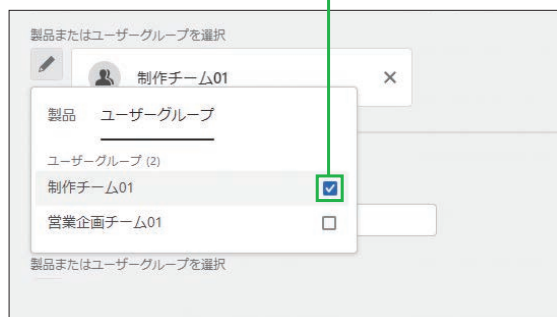 製品またはユーザーグループを選択
制作チーム01
製品 ユーザーグループ
ユーザーグループ (2)
制作チーム01
営業企画チーム01
製品またはユーザーグループを選択